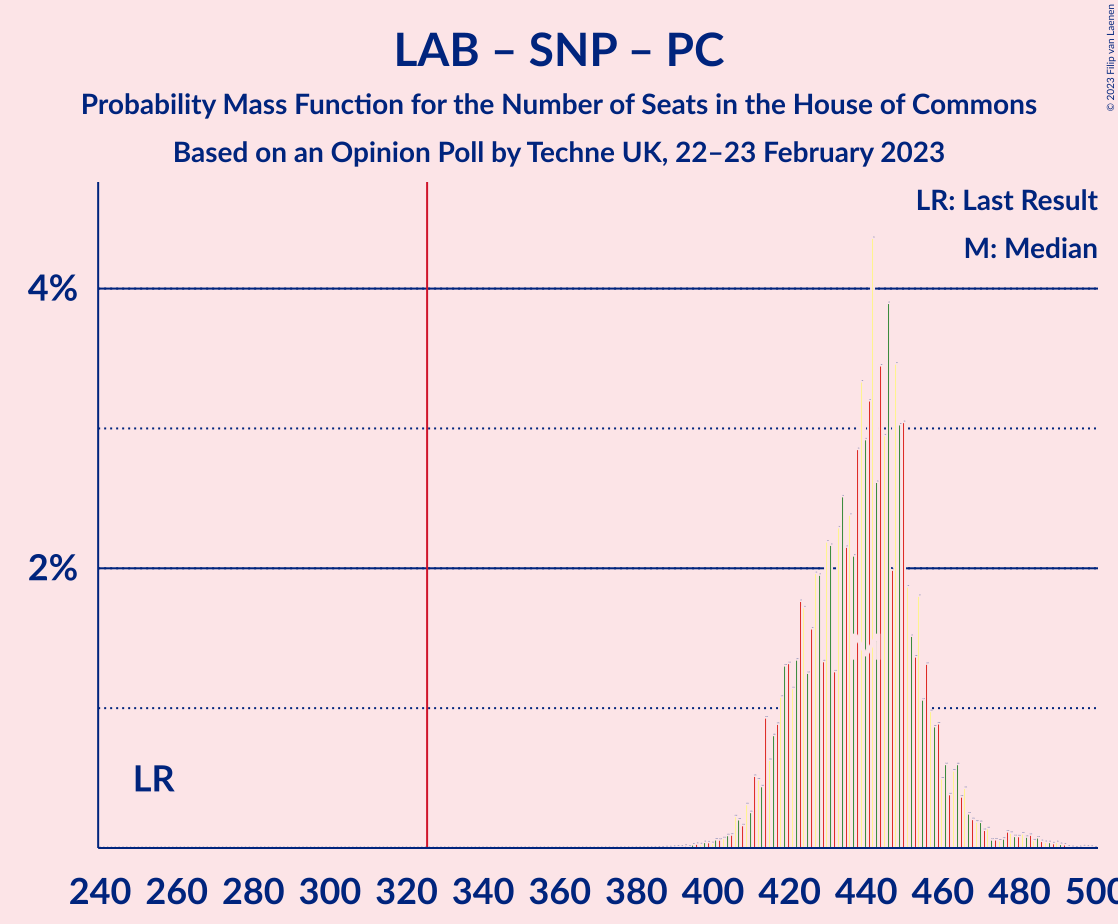 LAB – SNP – PC
Probability Mass Function for the Number of Seats in the House of Commons
Based on an Opinion Poll by Techne UK, 22–23 February 2023
© 2023 Filip van Laenen
LR: Last Result
M: Median
4%
2%
LR
M
240 260 280 300 320 340 360 380 400 420 440 460 480 500